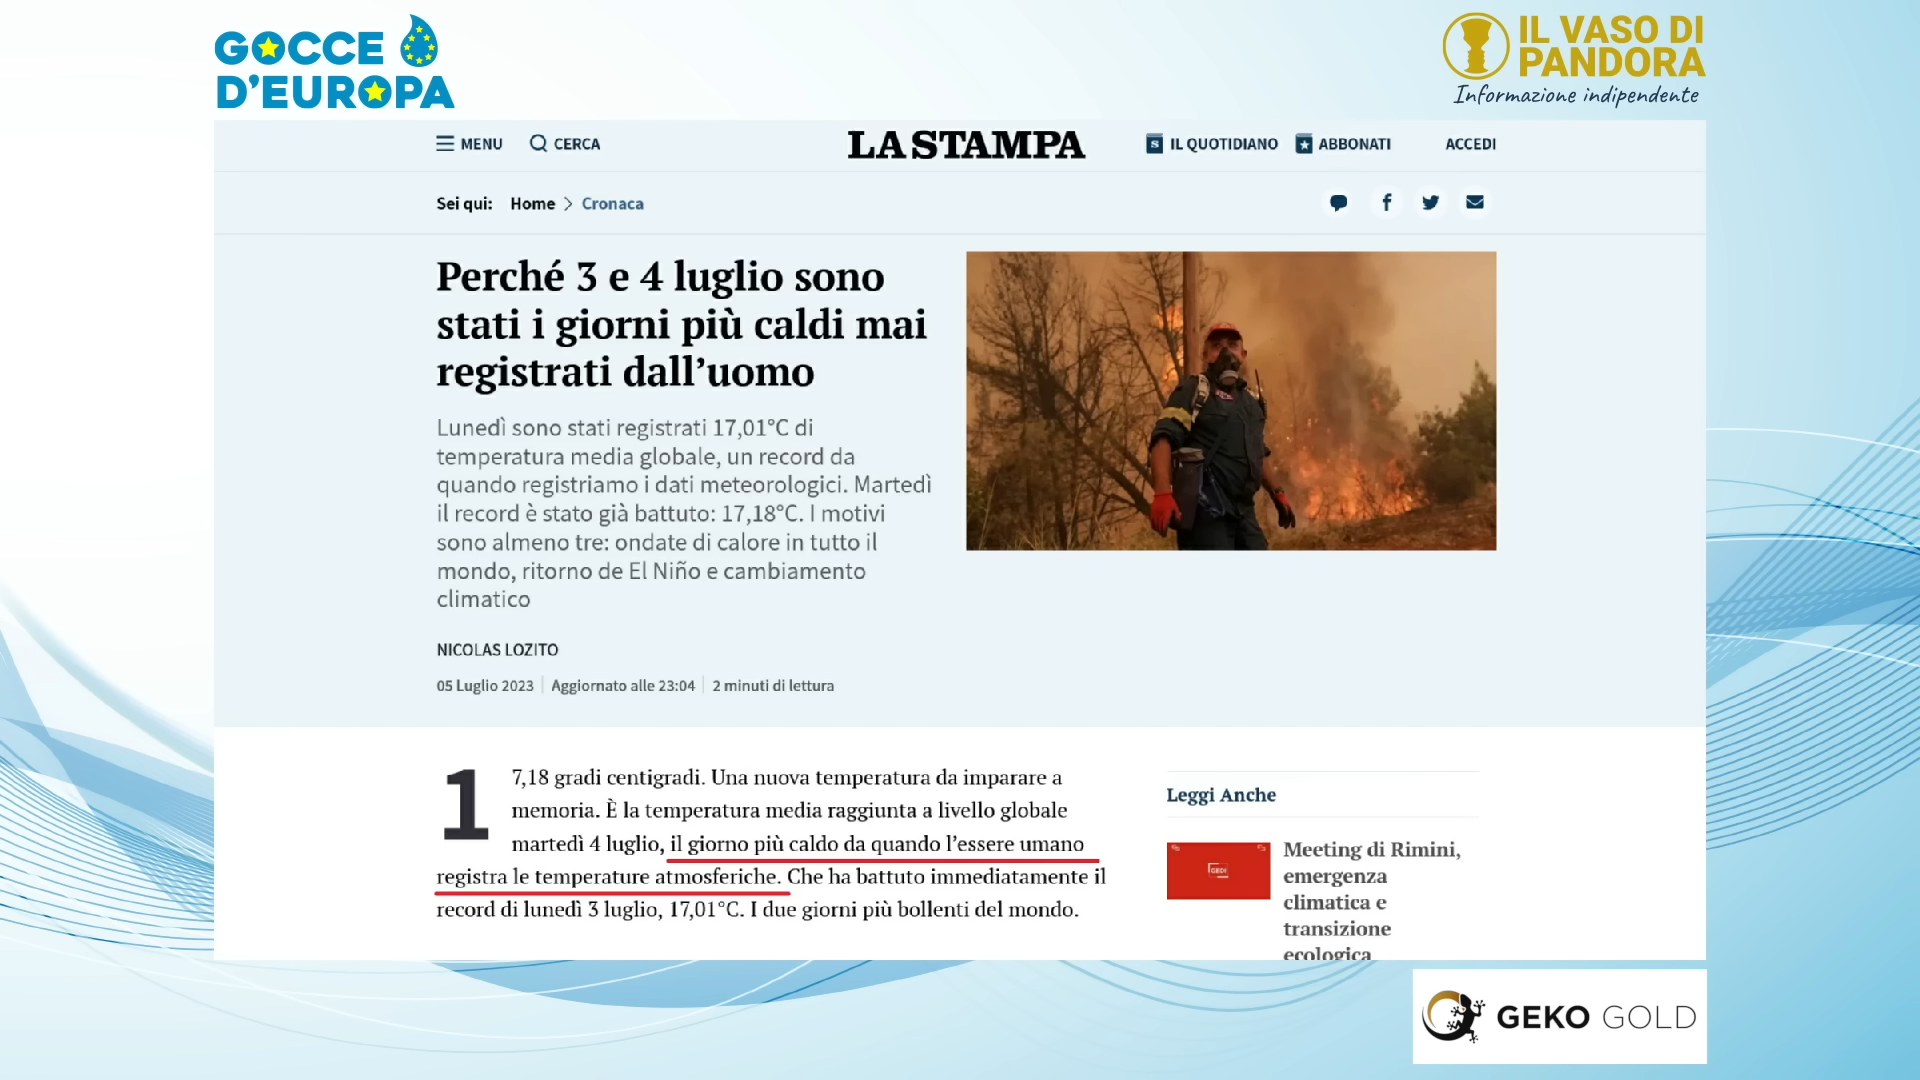 GOCCE
D'EUROPA
IL VASO DI
PANDORA
Informazione indipendente
MENU
CERCA
LA STAMPA
IL QUOTIDIANO
ABBONATI
ACCEDI
Sei qui: Home > Cronaca
Perché 3 e 4 luglio sono
stati i giorni più caldi mai
registrati dall’uomo
Lunedì sono stati registrati 17,01°C di
temperatura media globale, un record da
quando registriamo i dati meteorologici. Martedì
il record è stato già battuto: 17,18°C. I motivi
sono almeno tre: ondate di calore in tutto il
mondo, ritorno de El Niño e cambiamento
climatico
NICOLAS LOZITO
05 Luglio 2023 | Aggiornato alle 23:04 | 2 minuti di lettura
17,18 gradi centigradi. Una nuova temperatura da imparare a
memoria. È la temperatura media raggiunta a livello globale
martedì 4 luglio, il giorno più caldo da quando l’essere umano
registra le temperature atmosferiche. Che ha battuto immediatamente il
record di lunedì 3 luglio, 17,01°C. I due giorni più bollenti del mondo.
Leggi Anche
GEDI
Meeting di Rimini,
emergenza
climatica e
transizione
ecologica
GEKO GOLD